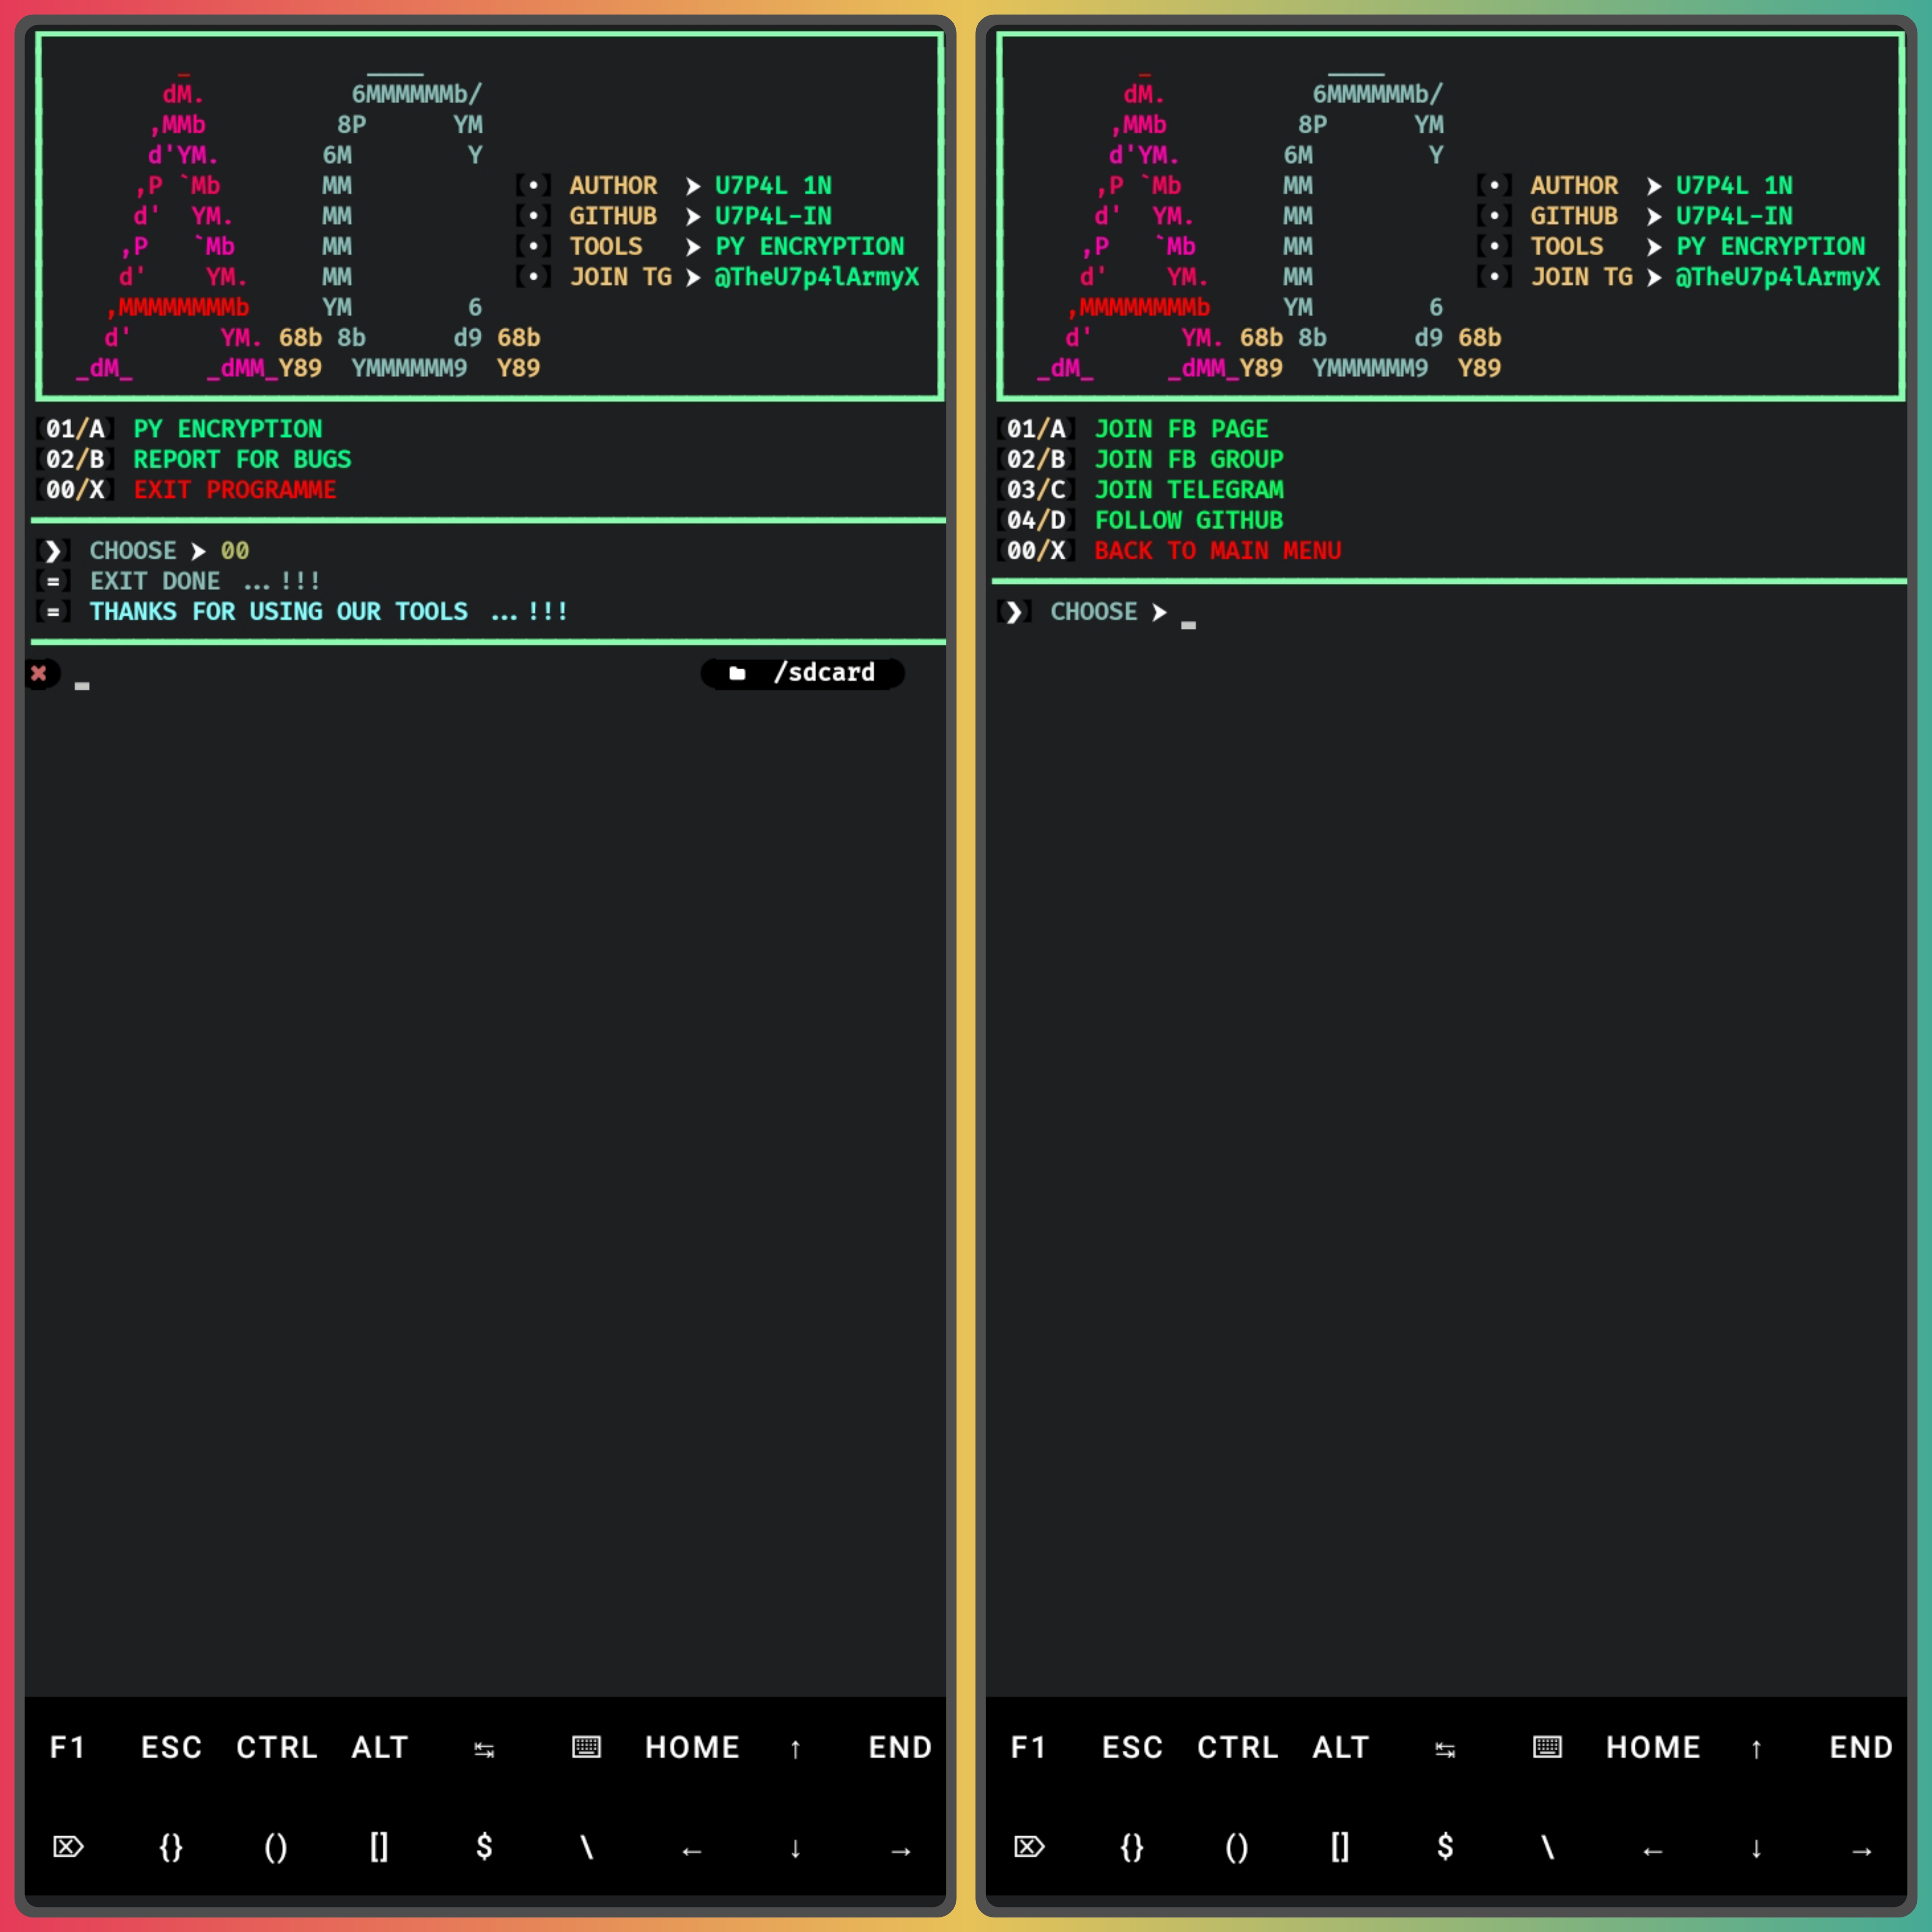 _ ____
dM. 6MMMMMMb/
,MMb 8P YM
d'YM. 6M Y
,P `Mb MM [•] AUTHOR ➤ U7P4L 1N
d' YM. MM [•] GITHUB ➤ U7P4L-IN
,P `Mb MM [•] TOOLS ➤ PY ENCRYPTION
d' YM. MM [•] JOIN TG ➤ @TheU7p4lArmyX
,MMMMMMMMb YM 6
d' YM. 68b 8b d9 68b
_dM_ _dMM_Y89 YMMMMMM9 Y89
[01/A] PY ENCRYPTION
[02/B] REPORT FOR BUGS
[00/X] EXIT PROGRAMME
[❯] CHOOSE ➤ 00
[=] EXIT DONE ...!!!
[=] THANKS FOR USING OUR TOOLS ...!!!
✖ _ /sdcard
F1 ESC CTRL ALT ↹ ⌨ HOME ↑ END
⌦ {} () [] $ \ ← ↓ →
_ ____
dM. 6MMMMMMb/
,MMb 8P YM
d'YM. 6M Y
,P `Mb MM [•] AUTHOR ➤ U7P4L 1N
d' YM. MM [•] GITHUB ➤ U7P4L-IN
,P `Mb MM [•] TOOLS ➤ PY ENCRYPTION
d' YM. MM [•] JOIN TG ➤ @TheU7p4lArmyX
,MMMMMMMMb YM 6
d' YM. 68b 8b d9 68b
_dM_ _dMM_Y89 YMMMMMM9 Y89
[01/A] JOIN FB PAGE
[02/B] JOIN FB GROUP
[03/C] JOIN TELEGRAM
[04/D] FOLLOW GITHUB
[00/X] BACK TO MAIN MENU
[❯] CHOOSE ➤ _
F1 ESC CTRL ALT ↹ ⌨ HOME ↑ END
⌦ {} () [] $ \ ← ↓ →